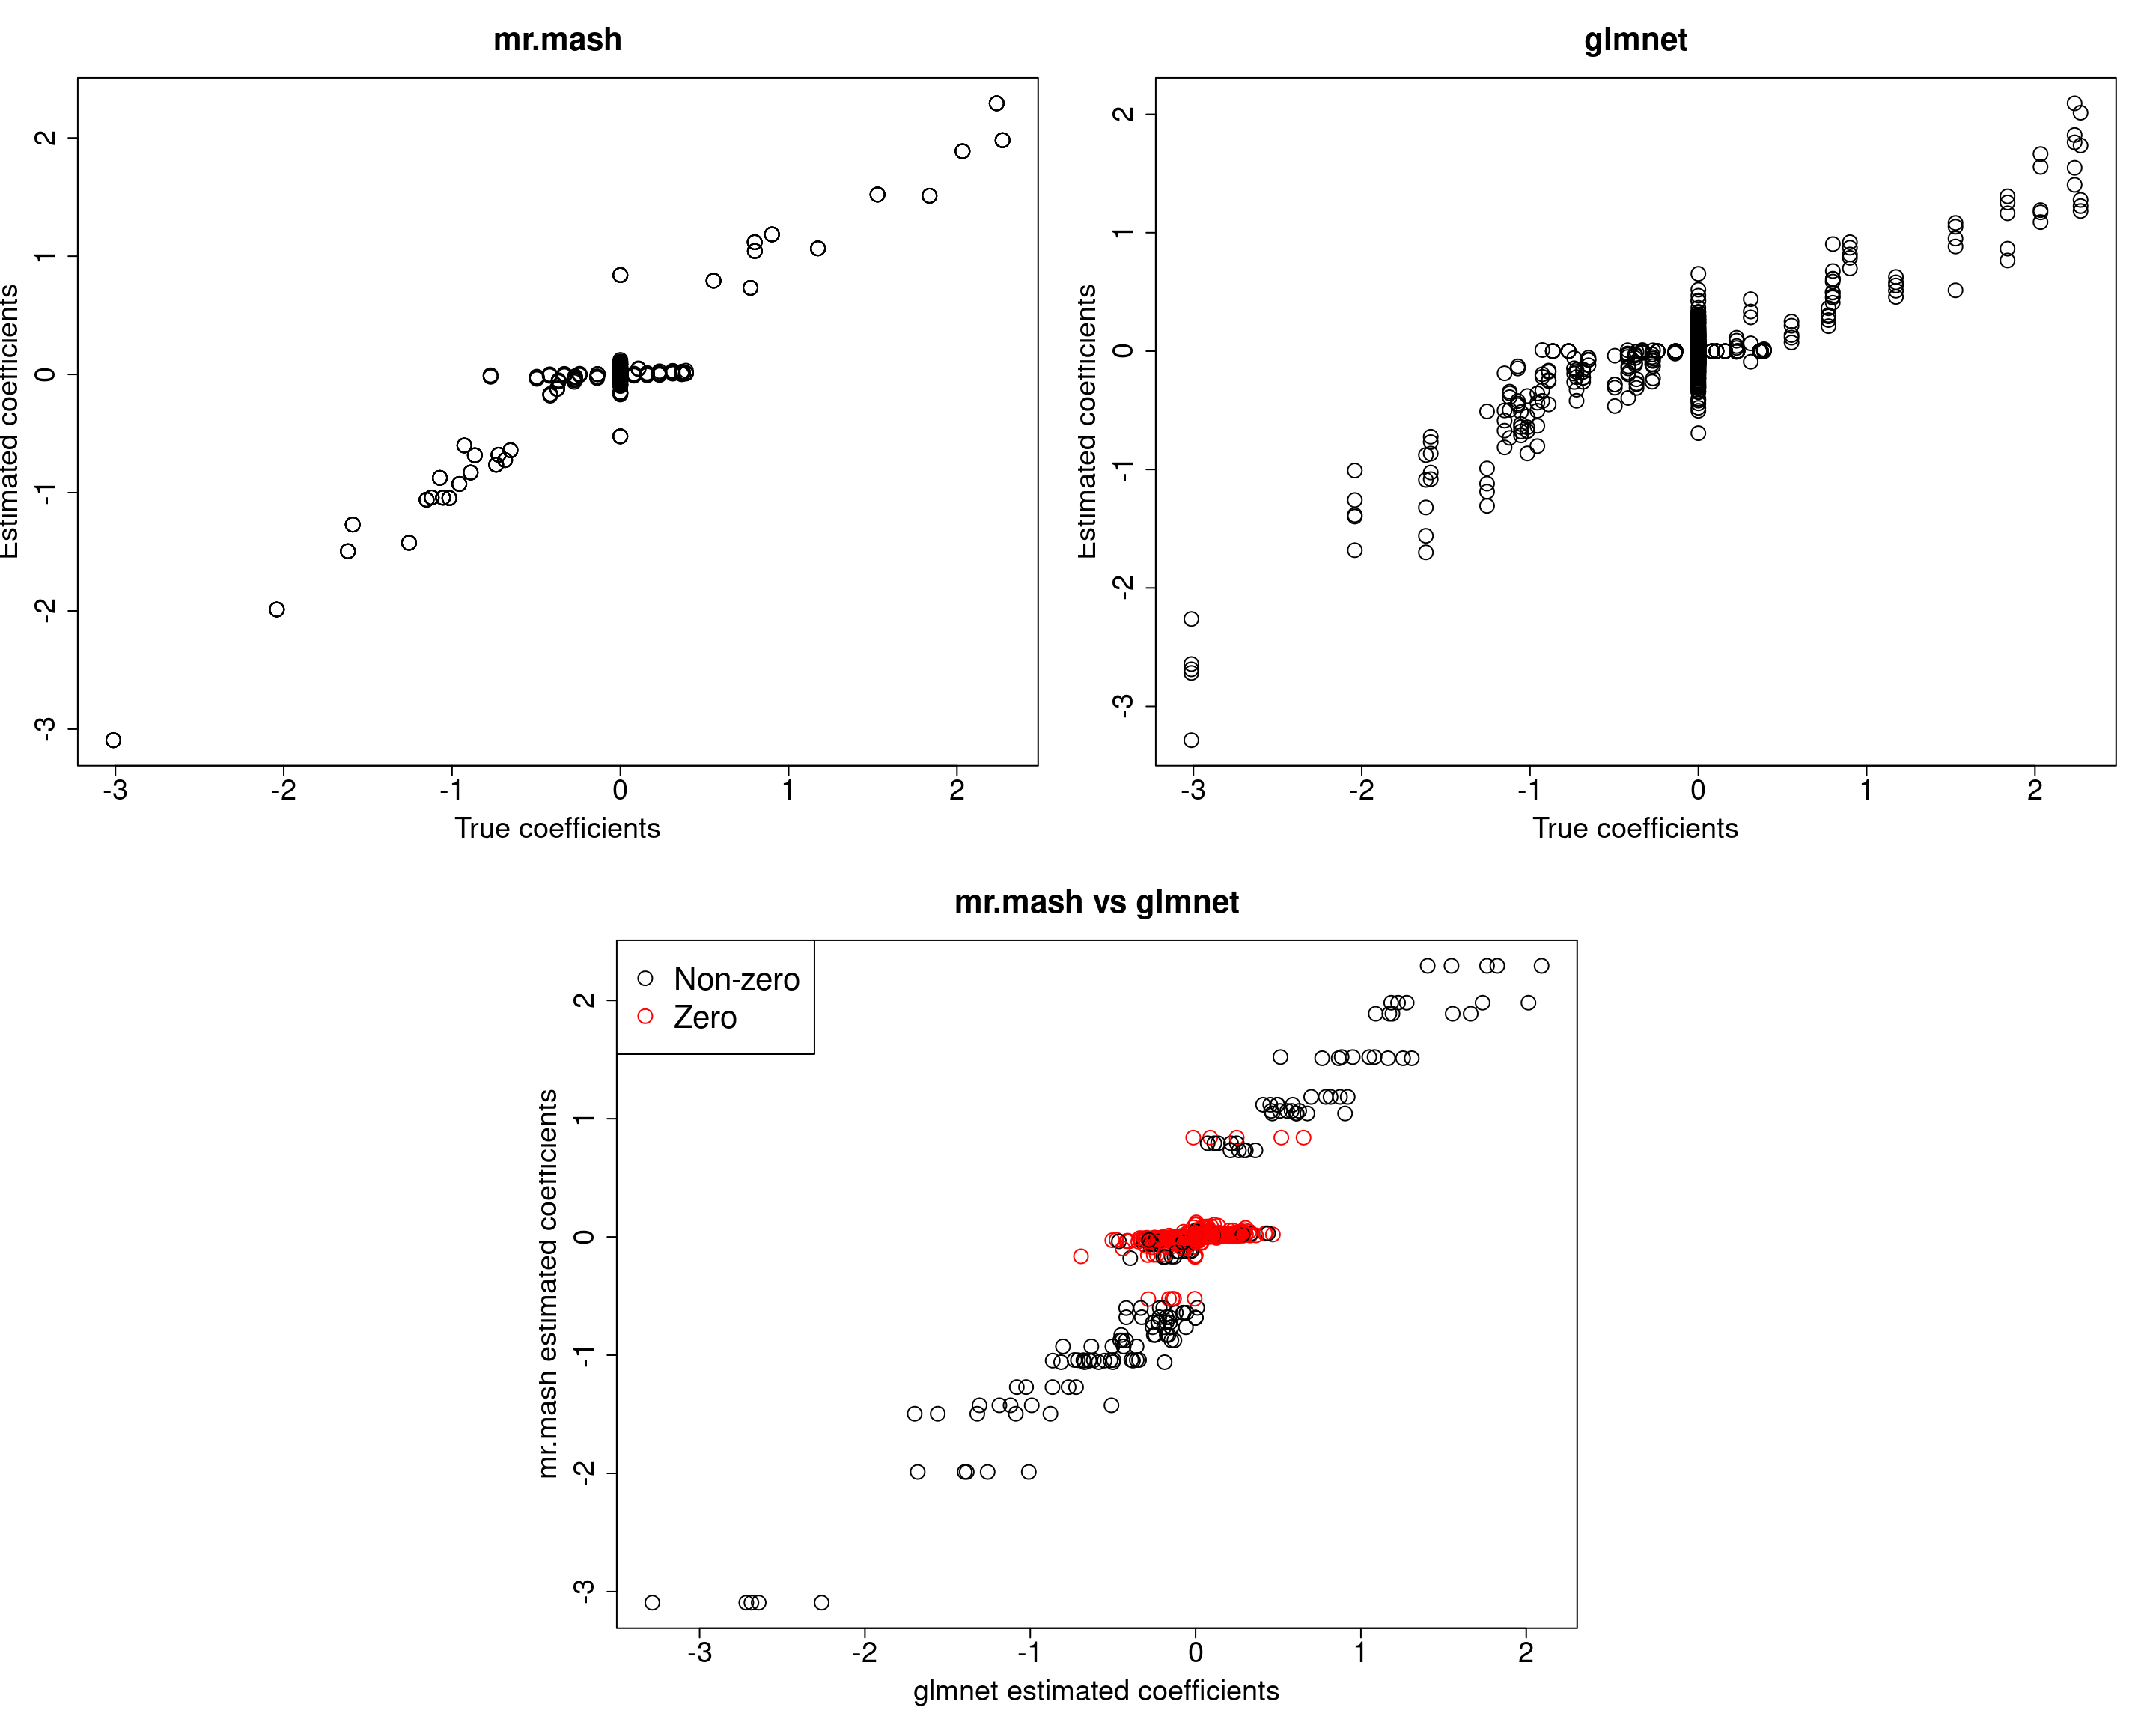 mr.mash
Estimated coefficients
2
1
0
-1
-2
-3
-3 -2 -1 0 1 2
True coefficients
glmnet
Estimated coefficients
2
1
0
-1
-2
-3
-3 -2 -1 0 1 2
True coefficients
mr.mash vs glmnet
Non-zero
Zero
mr.mash estimated coefficients
2
1
0
-1
-2
-3
-3 -2 -1 0 1 2
glmnet estimated coefficients